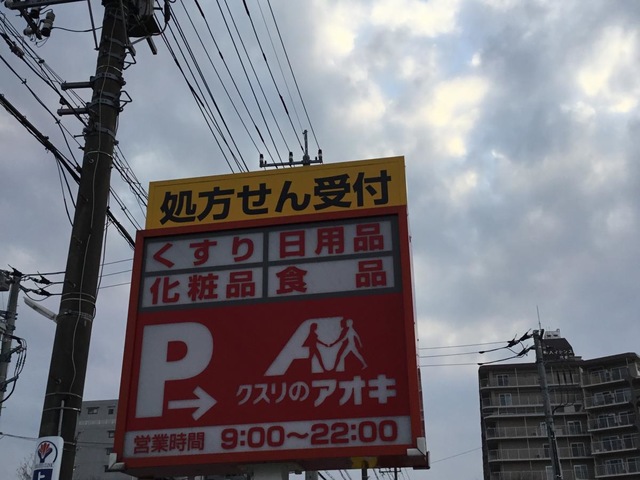 処方せん受付
くすり 日用品
化粧品 食品
P→
クスリのアオキ
営業時間 9:00～22:00